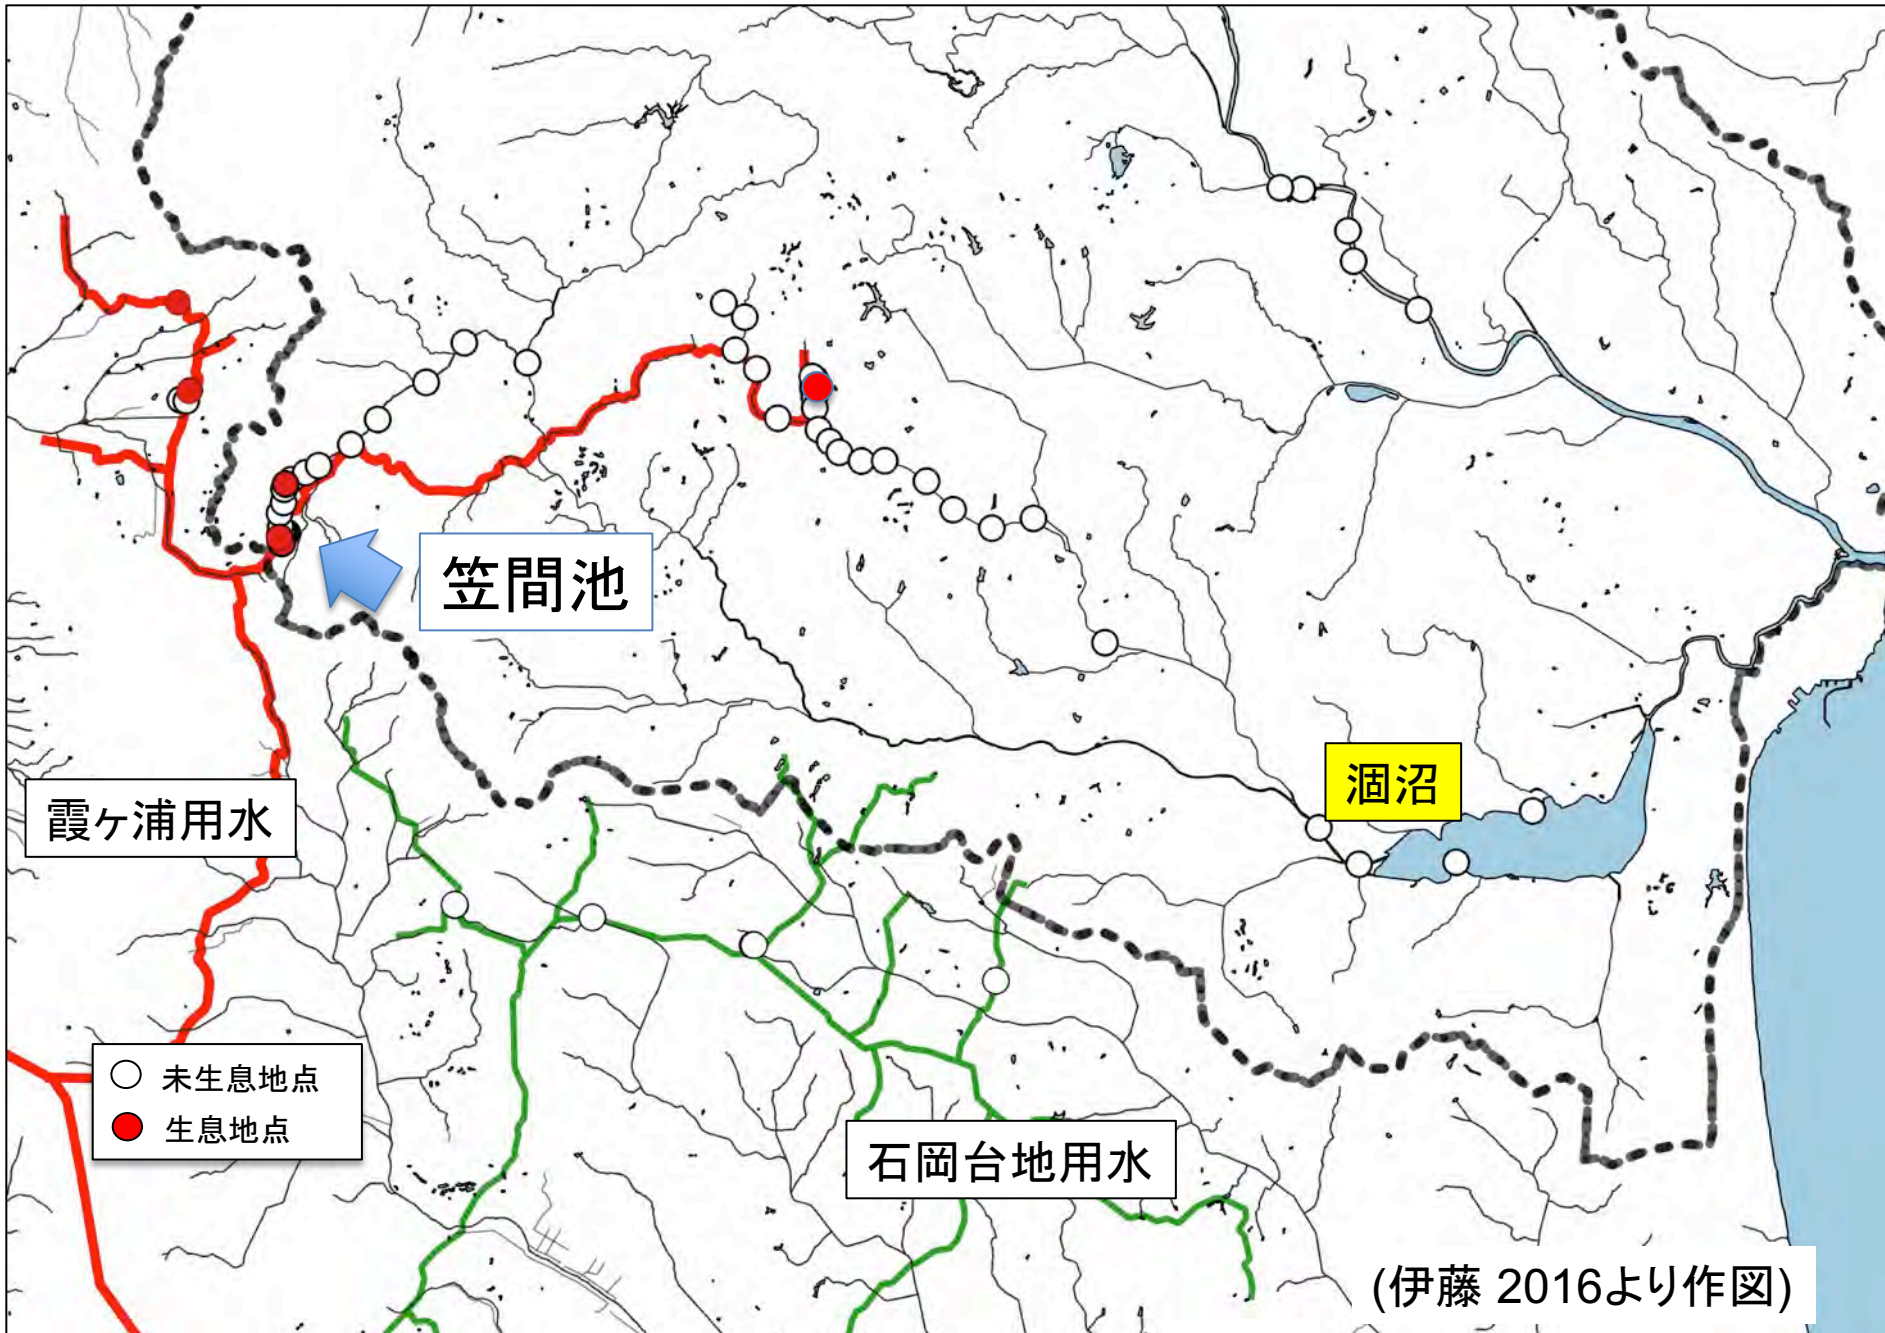 笠間池
涸沼
霞ヶ浦用水
未生息地点
生息地点
石岡台地用水
(伊藤 2016より作図)